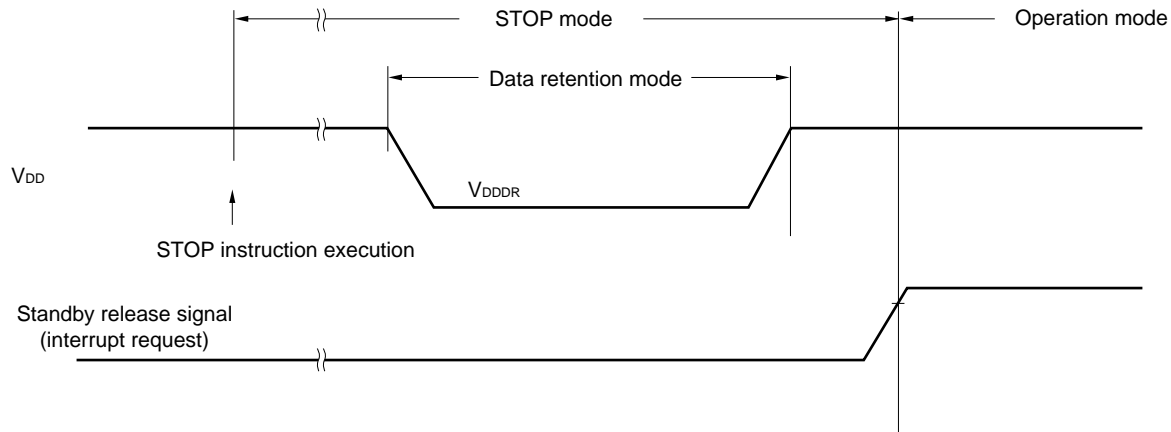 STOP mode
Operation mode
Data retention mode
VDD
VDDDR
STOP instruction execution
Standby release signal
(interrupt request)